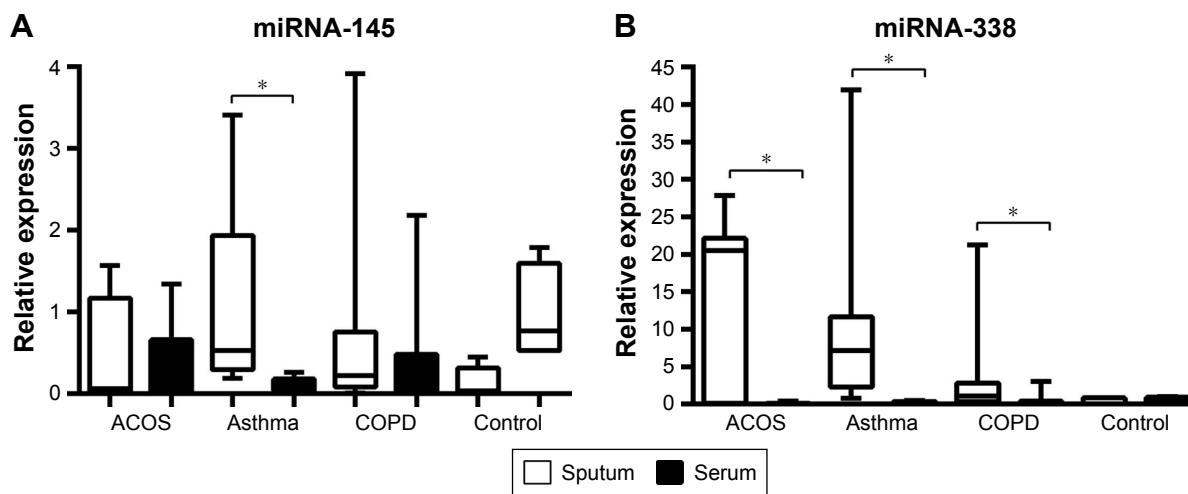 A
miRNA-145
Relative expression
4
3
2
1
0
*
ACOS
Asthma
COPD
Control
B
miRNA-338
Relative expression
45
40
35
30
25
20
15
10
5
0
*
*
*
ACOS
Asthma
COPD
Control
Sputum
Serum